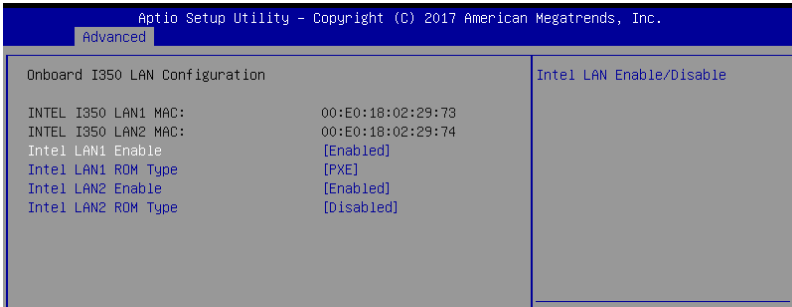 Aptio Setup Utility – Copyright (C) 2017 American Megatrends, Inc.
Advanced
Onboard I350 LAN Configuration
Intel LAN Enable/Disable
INTEL I350 LAN1 MAC: 00:E0:18:02:29:73
INTEL I350 LAN2 MAC: 00:E0:18:02:29:74
Intel LAN1 Enable [Enabled]
Intel LAN1 ROM Type [PXE]
Intel LAN2 Enable [Enabled]
Intel LAN2 ROM Type [Disabled]